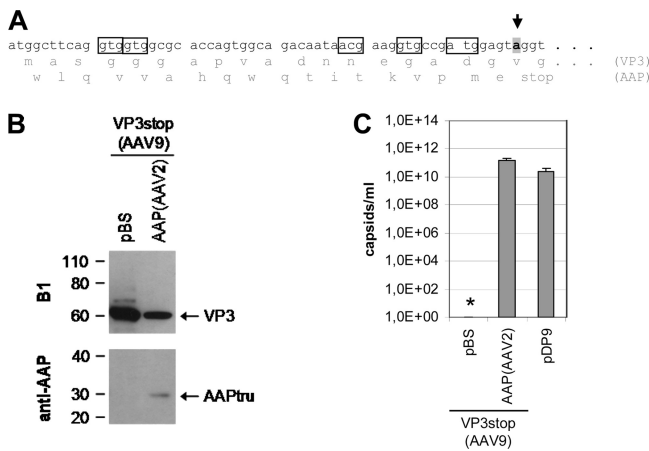 A
atggcttcag gtggtggcgc accagtggca gacaataacg aaggtgccga tggagtaggt . . .
m a s g g g a p v a d n n e g a d g v g . . . (VP3)
w l q v v a h q w q t i t k v p m e stop (AAP)
B
VP3stop
(AAV9)
pBS
AAP(AAV2)
110
80
60
B1
VP3
40
30
20
anti-AAP
AAPtru
C
1,0E+14
1,0E+12
1,0E+10
1,0E+08
1,0E+06
1,0E+04
1,0E+02
1,0E+00
capsids/ml
*
pBS
AAP(AAV2)
pDP9
VP3stop
(AAV9)